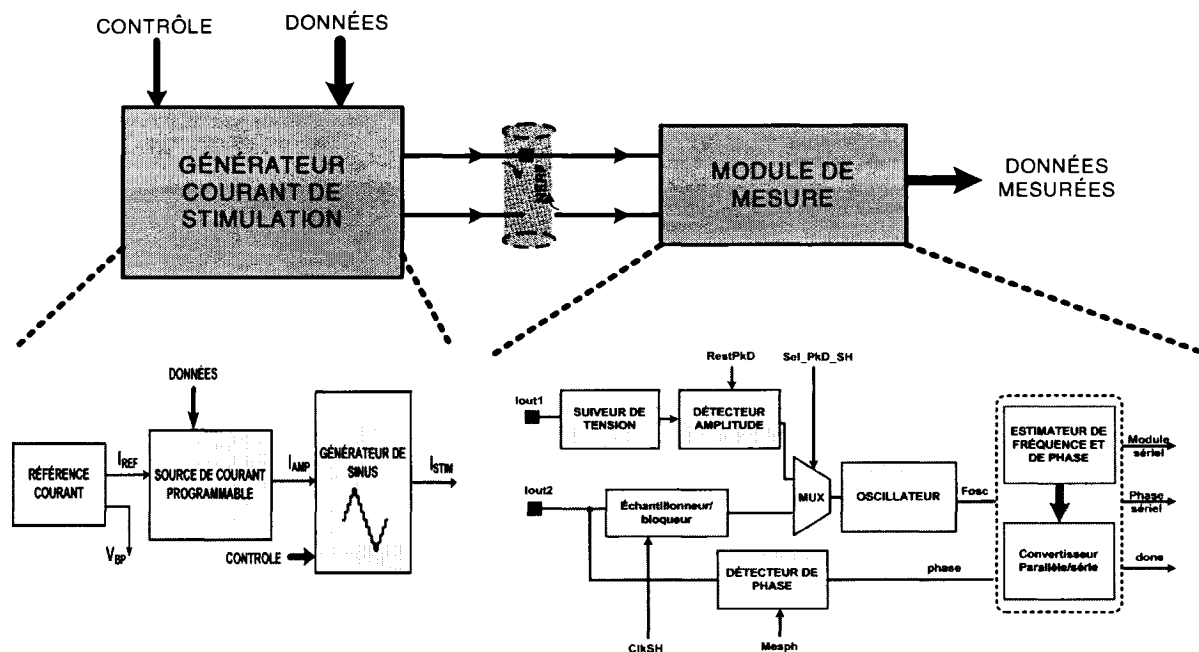 CONTRÔLE
DONNÉES
GÉNÉRATEUR
COURANT DE
STIMULATION
MODULE DE
MESURE
DONNÉES
MESURÉES
DONNÉES
RÉFÉRENCE
COURANT
IREF
VBP
SOURCE DE COURANT
PROGRAMMABLE
IAMP
GÉNÉRATEUR DE
SINUS
ISTIM
CONTROLE
RestPkD
Sel_PkD_SH
Iout1
SUIVEUR DE
TENSION
DÉTECTEUR
AMPLITUDE
Iout2
Échantillonneur/
bloqueur
MUX
OSCILLATEUR
Fosc
DÉTECTEUR DE
PHASE
phase
ClkSH
Mesph
ESTIMATEUR DE
FRÉQUENCE ET
DE PHASE
Convertisseur
Parallèle/série
Module
sériel
Phase
sériel
done